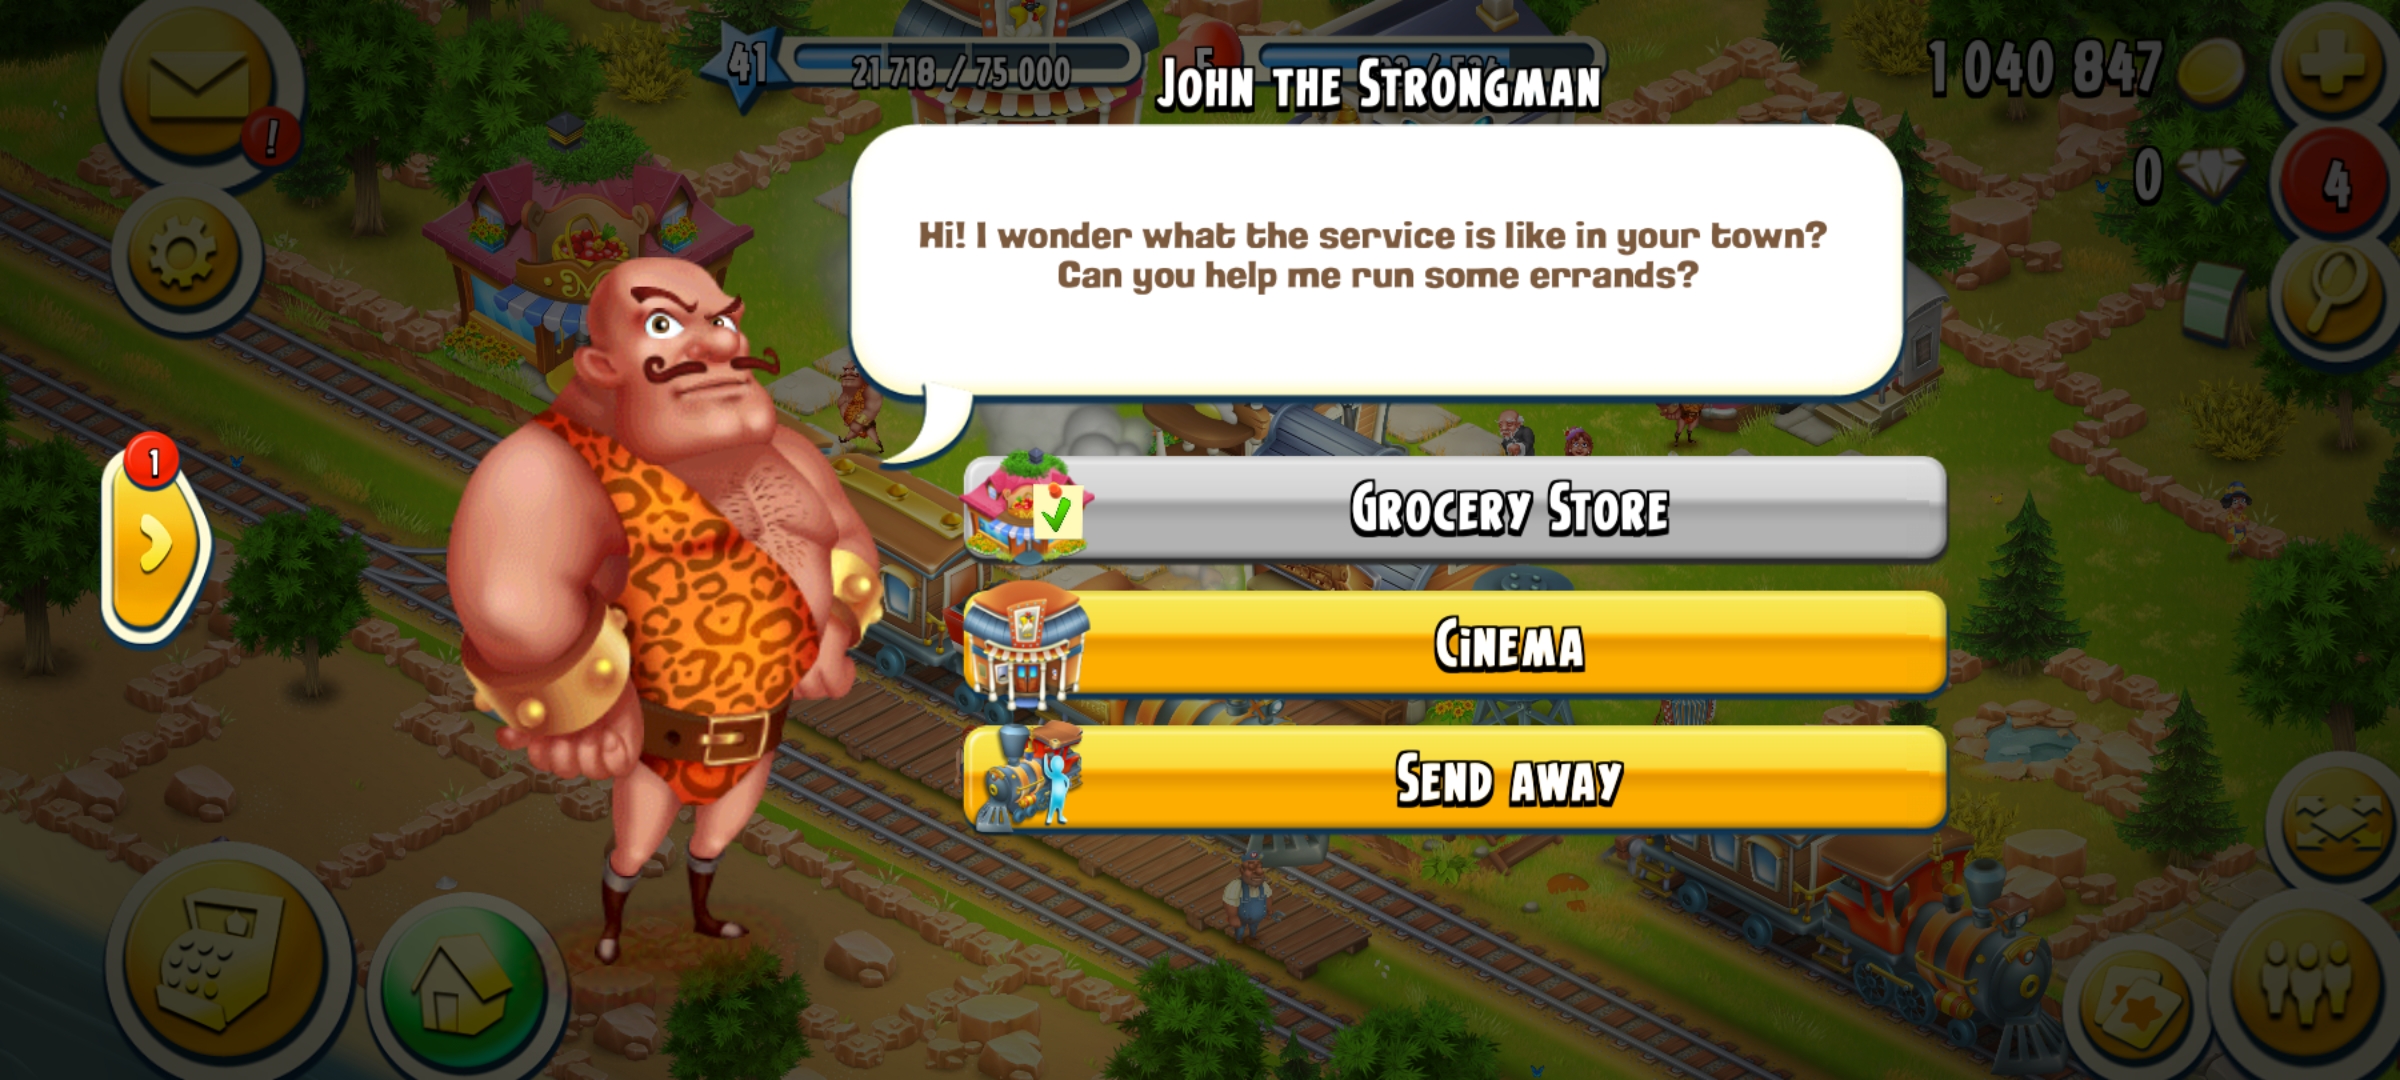 41
21 718 / 75 000
5
John the Strongman
1 040 847
!
0
4
Hi! I wonder what the service is like in your town?
Can you help me run some errands?
1
Grocery Store
Cinema
Send away